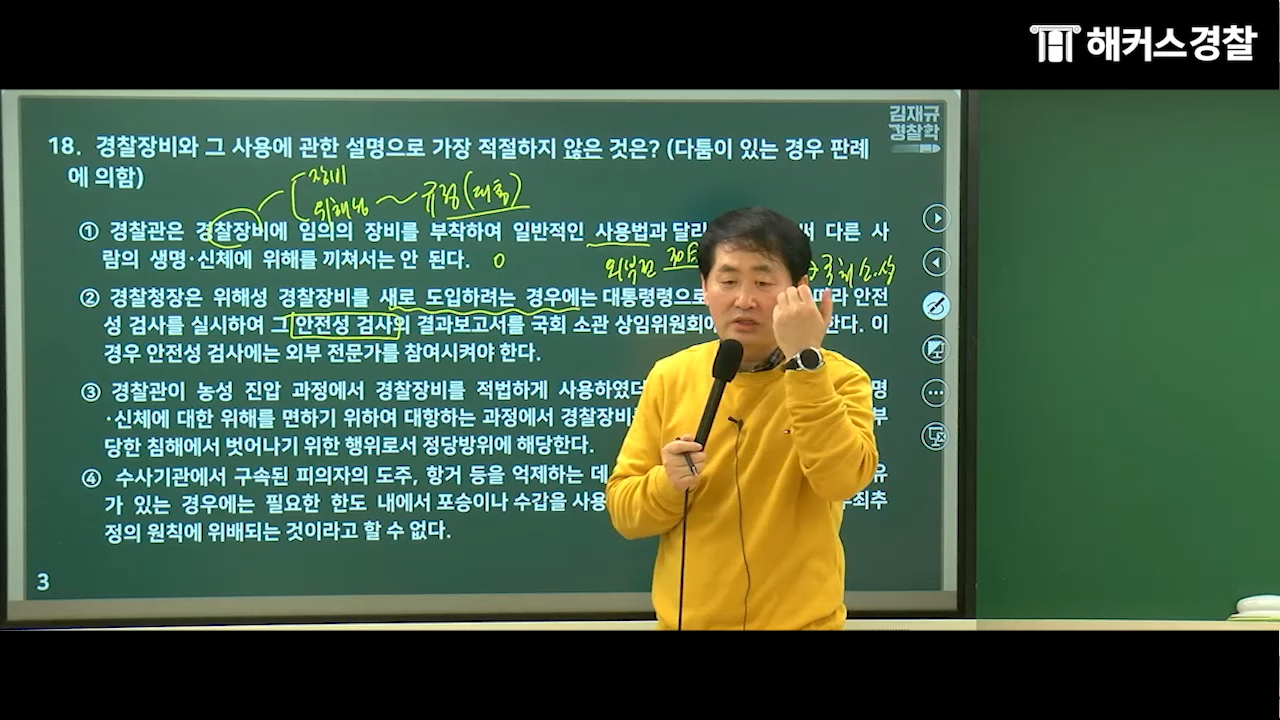 해커스경찰
김재규
경찰학
18. 경찰장비와 그 사용에 관한 설명으로 가장 적절하지 않은 것은? (다툼이 있는 경우 판례
에 의함)
장비
위해성 ~ 규정(대통)
① 경찰관은 경찰장비에 임의의 장비를 부착하여 일반적인 사용법과 달리 다른 사
람의 생명·신체에 위해를 끼쳐서는 안 된다. O
외부전
② 경찰청장은 위해성 경찰장비를 새로 도입하려는 경우에는 대통령령으로 따라 안전
성 검사를 실시하여 그 안전성 검사의 결과보고서를 국회 소관 상임위원회에 한다. 이
경우 안전성 검사에는 외부 전문가를 참여시켜야 한다.
③ 경찰관이 농성 진압 과정에서 경찰장비를 적법하게 사용하였더 명
·신체에 대한 위해를 면하기 위하여 대항하는 과정에서 경찰장비를 부
당한 침해에서 벗어나기 위한 행위로서 정당방위에 해당한다.
④ 수사기관에서 구속된 피의자의 도주, 항거 등을 억제하는 데 유
가 있는 경우에는 필요한 한도 내에서 포승이나 수갑을 사용 무죄추
정의 원칙에 위배되는 것이라고 할 수 없다.
3